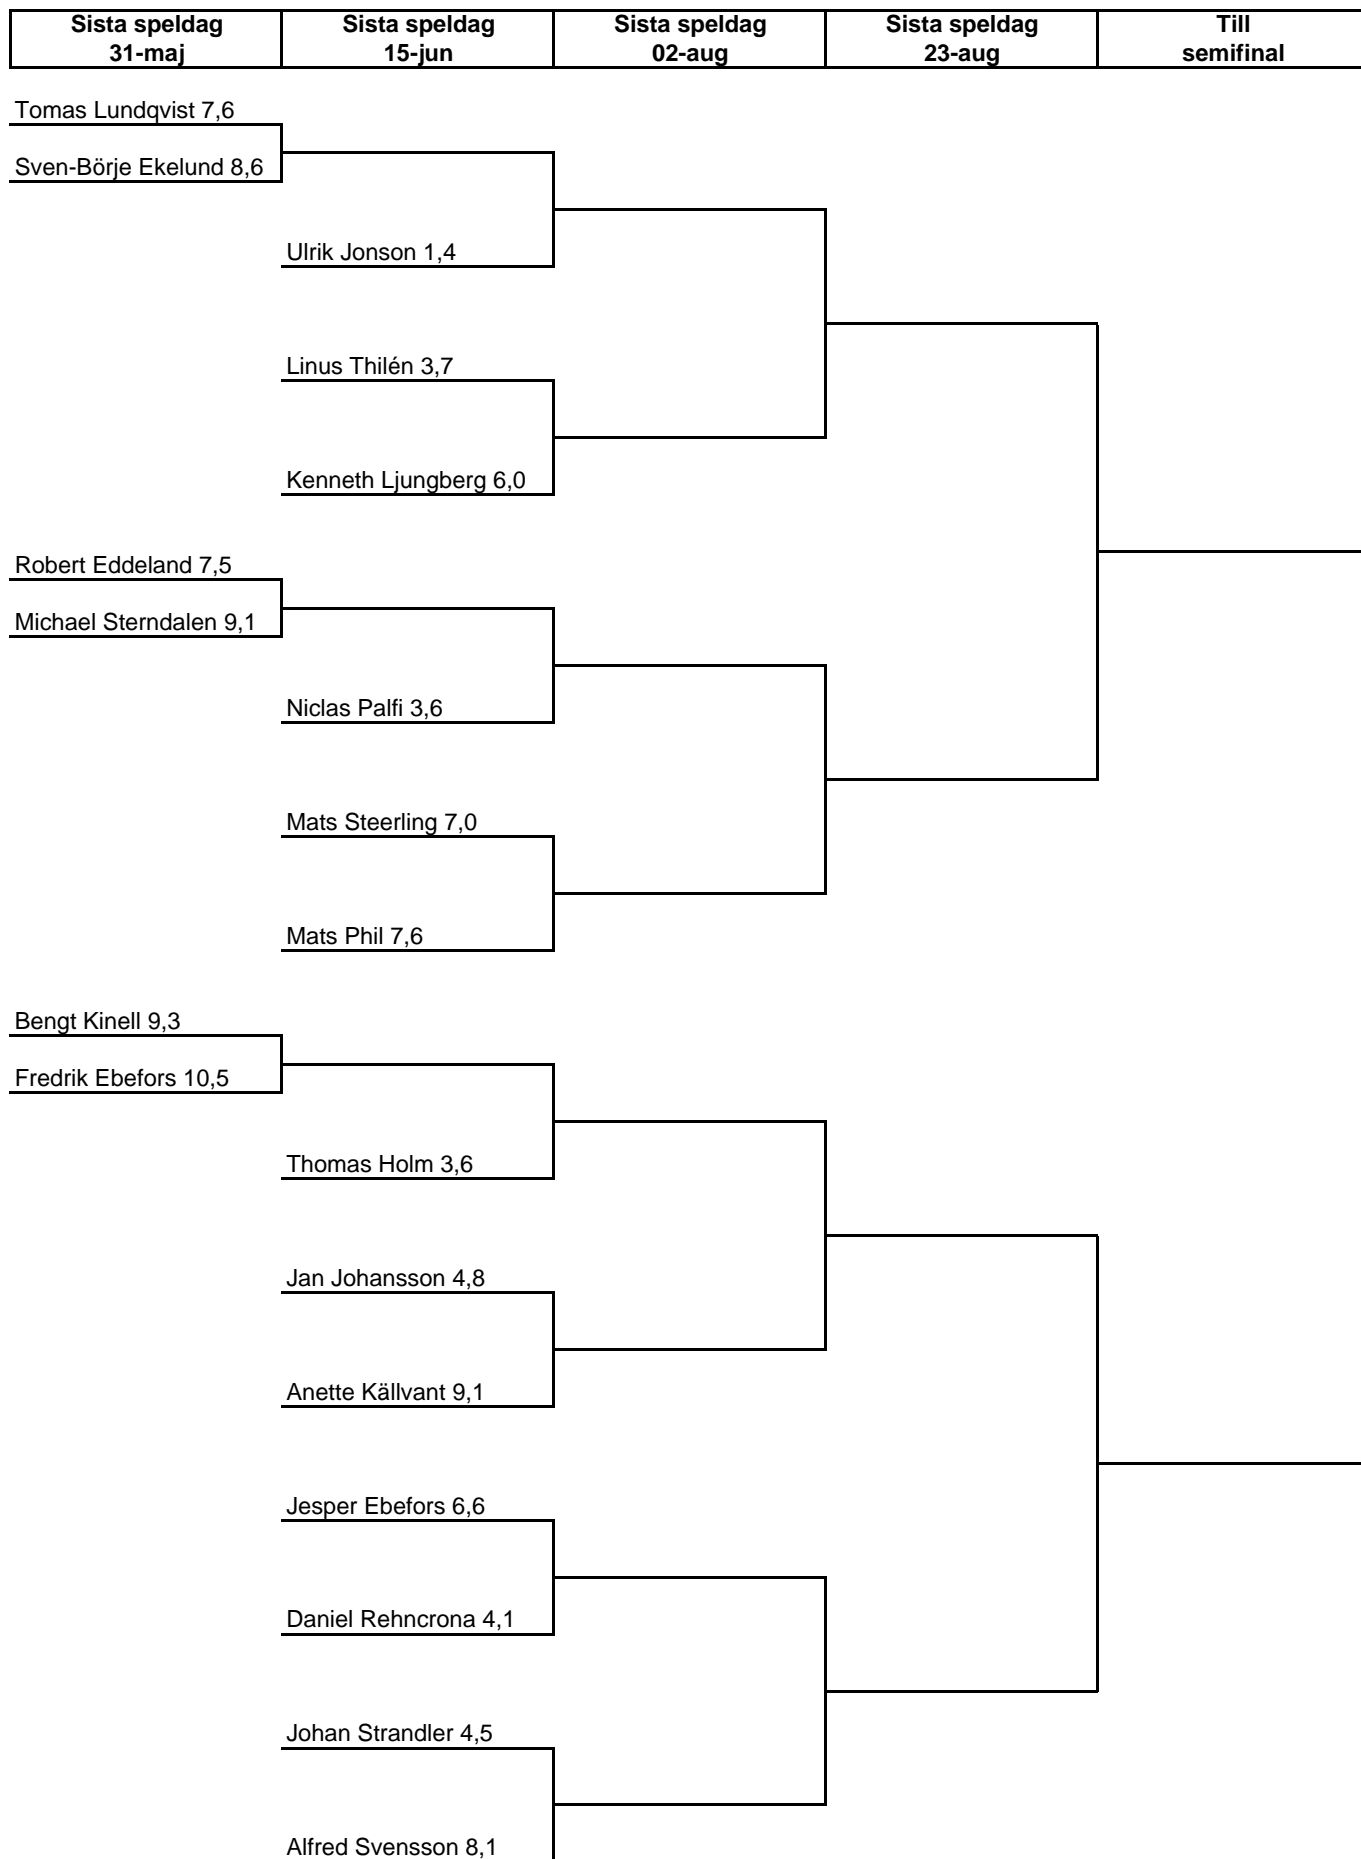 Sista speldag Sista speldag Sista speldag Sista speldag Till
31-maj 15-jun 02-aug 23-aug semifinal
Tomas Lundqvist 7,6
Sven-Börje Ekelund 8,6
Ulrik Jonson 1,4
Linus Thilén 3,7
Kenneth Ljungberg 6,0
Robert Eddeland 7,5
Michael Sterndalen 9,1
Niclas Palfi 3,6
Mats Steerling 7,0
Mats Phil 7,6
Bengt Kinell 9,3
Fredrik Ebefors 10,5
Thomas Holm 3,6
Jan Johansson 4,8
Anette Källvant 9,1
Jesper Ebefors 6,6
Daniel Rehncrona 4,1
Johan Strandler 4,5
Alfred Svensson 8,1